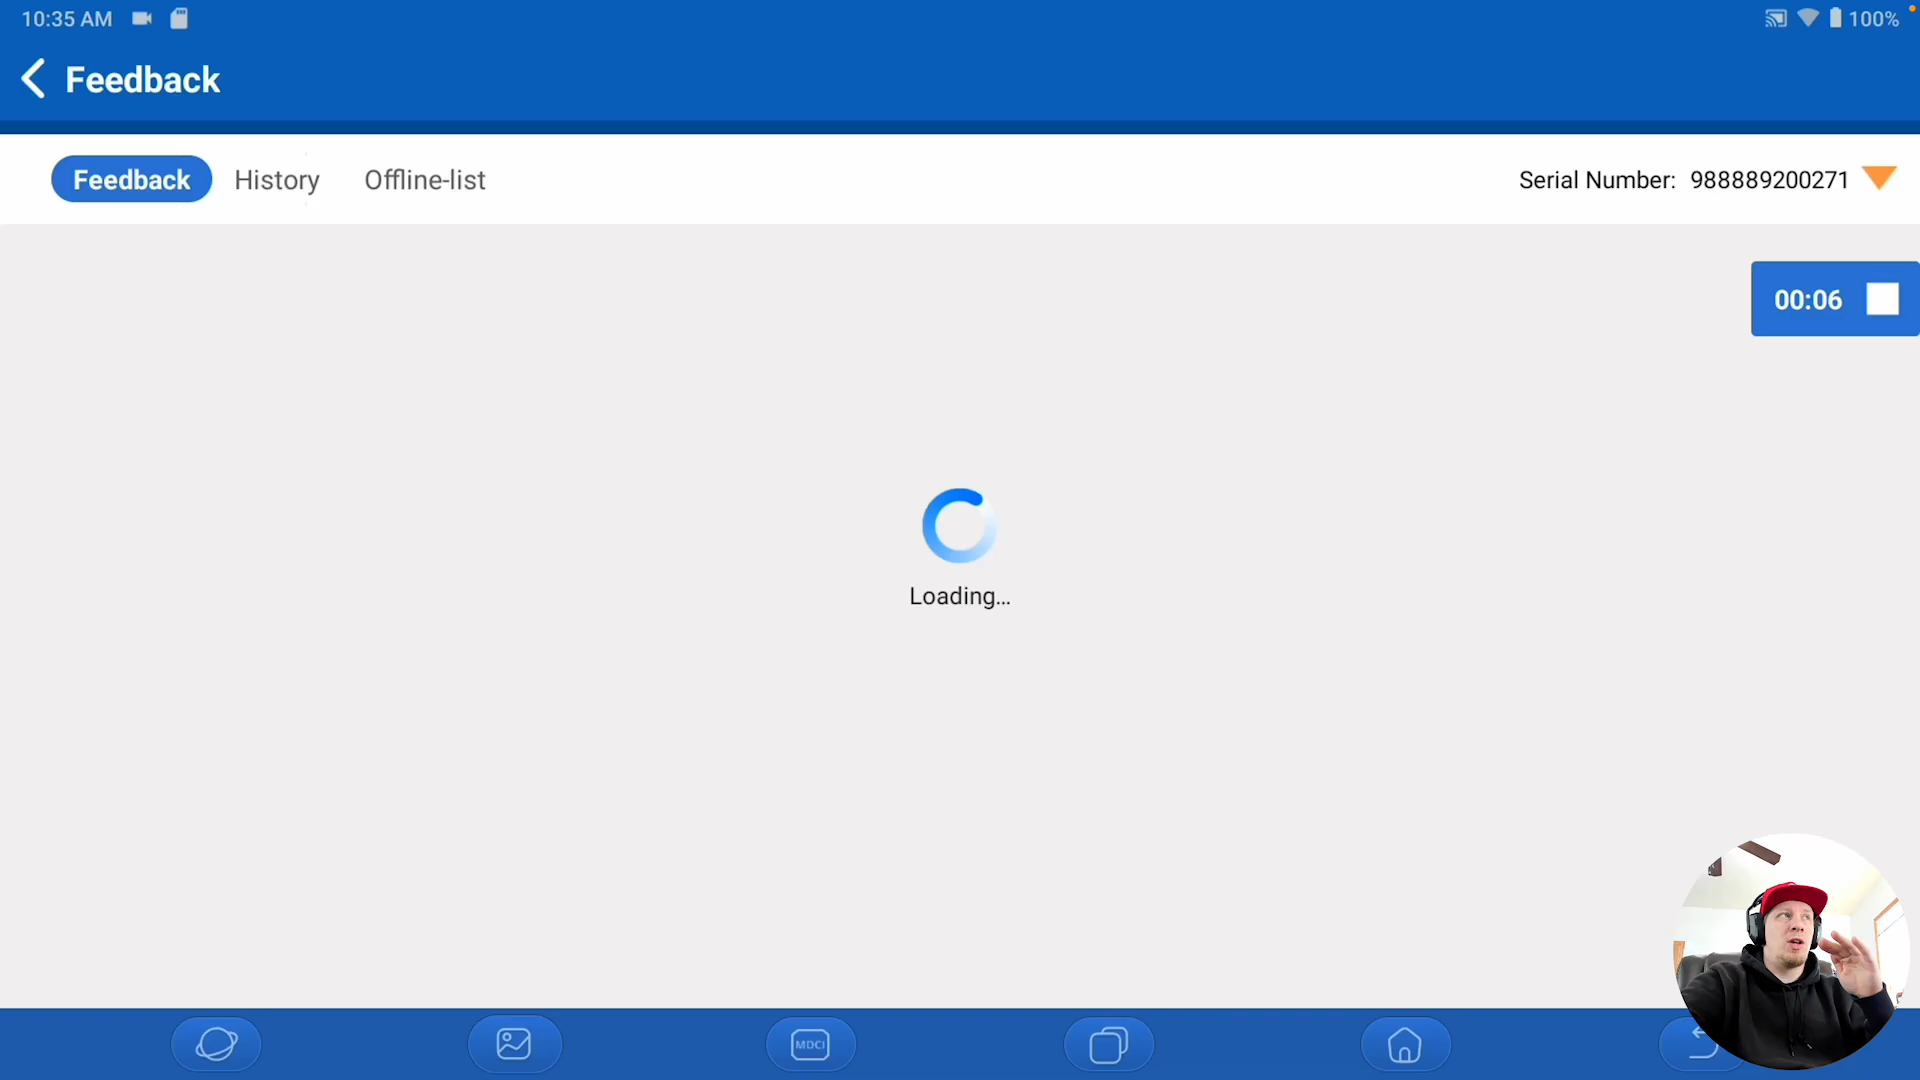 10:35 AM
100%
Feedback
Feedback
History
Offline-list
Serial Number: 988889200271
00:06
Loading...
MDCI